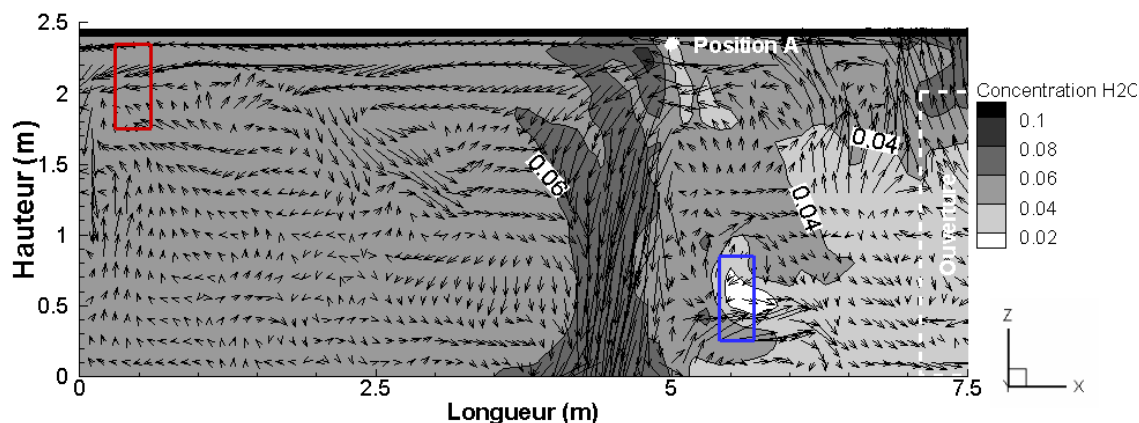 2.5
Position A
Concentration H2O
2
0.1
0.08
1.5
0.04
0.06
0.06
0.04
0.04
0.02
Hauteur (m)
Ouverture
1
0.5
Z
0
2.5
5
7.5
Y
X
Longueur (m)